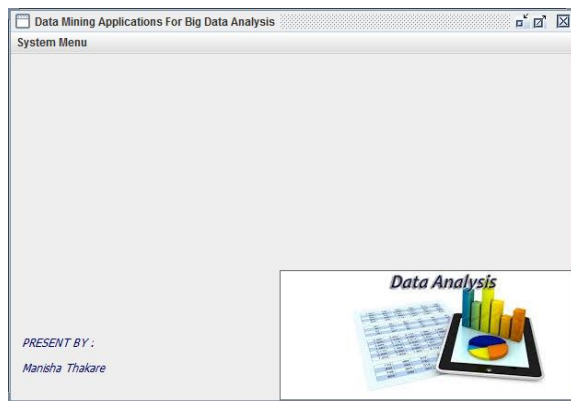 Data Mining Applications For Big Data Analysis
System Menu
Data Analysis
PRESENT BY :
Manisha Thakare